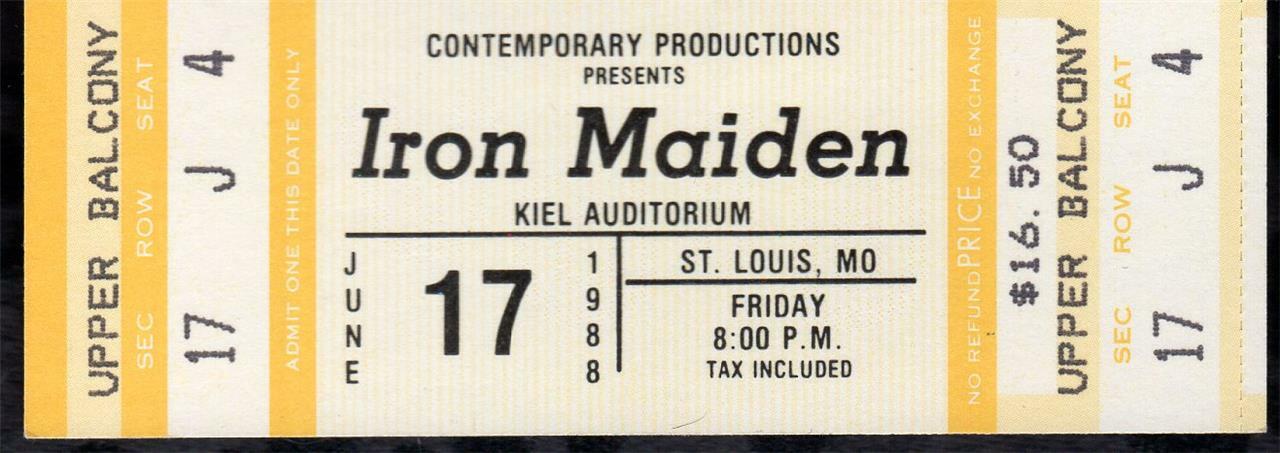 UPPER BALCONY
SEC ROW SEAT
17 J 4
ADMIT ONE THIS DATE ONLY
CONTEMPORARY PRODUCTIONS
PRESENTS
Iron Maiden
KIEL AUDITORIUM
JUNE
17
1988
ST. LOUIS, MO
FRIDAY
8:00 P.M.
TAX INCLUDED
NO REFUND PRICE NO EXCHANGE
$16.50
UPPER BALCONY
SEC ROW SEAT
17 J 4